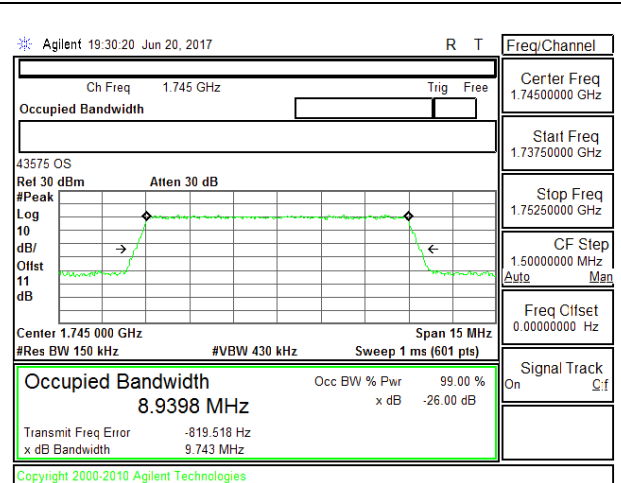 Agilent 19:30:20 Jun 20, 2017 R T
Freq/Channel
Ch Freq 1.745 GHz Trig Free
Occupied Bandwidth
Center Freq
1.74500000 GHz
Start Freq
1.73750000 GHz
Stop Freq
1.75250000 GHz
CF Step
1.50000000 MHz
Auto Man
Freq Offset
0.00000000 Hz
Signal Track
On Off
43575 OS
Ref 30 dBm Atten 30 dB
#Peak
Log
10
dB/
Offst
11
dB
Center 1.745 000 GHz Span 15 MHz
#Res BW 150 kHz #VBW 430 kHz Sweep 1 ms (601 pts)
Occupied Bandwidth Occ BW % Pwr 99.00 %
8.9398 MHz x dB -26.00 dB
Transmit Freq Error -819.518 Hz
x dB Bandwidth 9.743 MHz
Copyright 2000-2010 Agilent Technologies